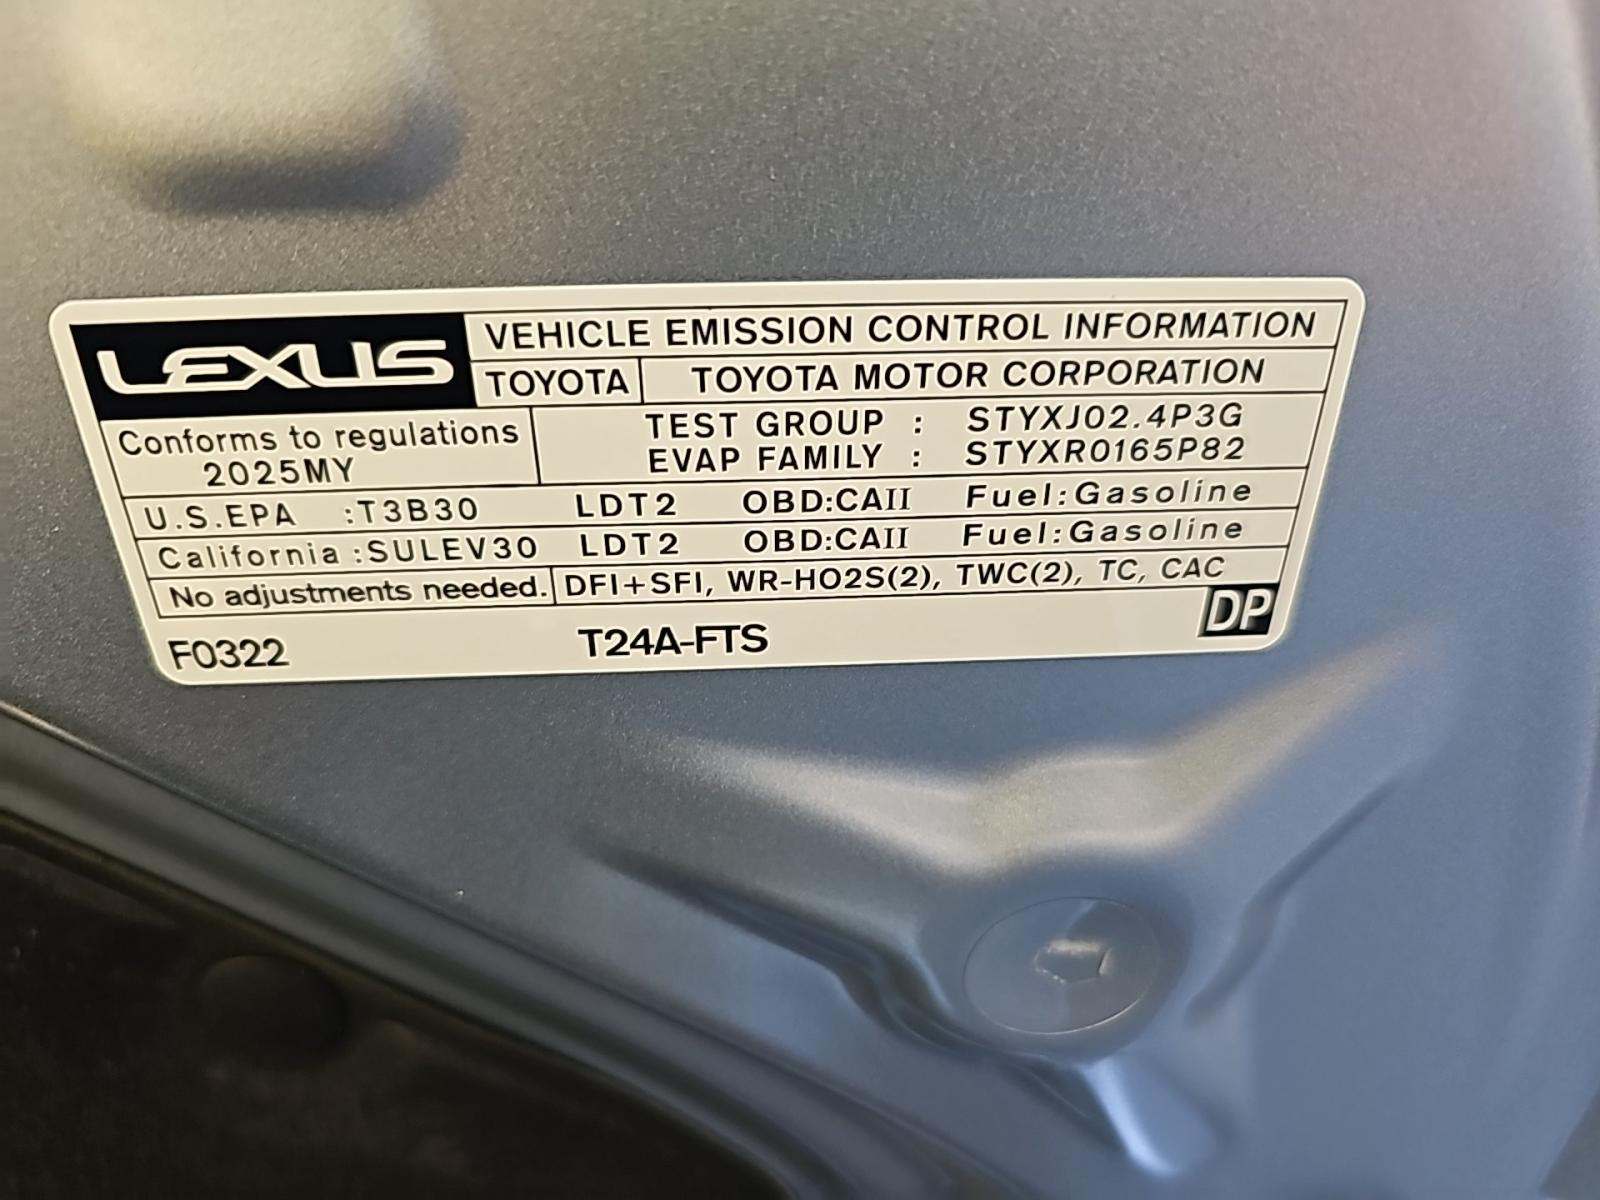 LEXUS VEHICLE EMISSION CONTROL INFORMATION
TOYOTA TOYOTA MOTOR CORPORATION
Conforms to regulations
2025MY
TEST GROUP : STYXJ02.4P3G
EVAP FAMILY : STYXR0165P82
U.S.EPA :T3B30 LDT2 OBD:CAII Fuel:Gasoline
California :SULEV30 LDT2 OBD:CAII Fuel:Gasoline
No adjustments needed. DFI+SFI, WR-HO2S(2), TWC(2), TC, CAC
F0322 T24A-FTS DP